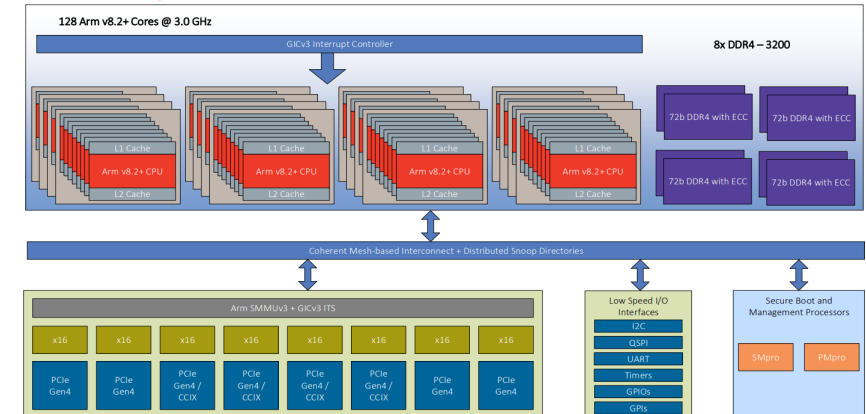 128 Arm v8.2+ Cores @ 3.0 GHz
GICv3 Interrupt Controller
8x DDR4 – 3200
L1 Cache
Arm v8.2+ CPU
L2 Cache
L1 Cache
Arm v8.2+ CPU
L2 Cache
L1 Cache
Arm v8.2+ CPU
L2 Cache
L1 Cache
Arm v8.2+ CPU
L2 Cache
72b DDR4 with ECC
72b DDR4 with ECC
72b DDR4 with ECC
72b DDR4 with ECC
Coherent Mesh-based Interconnect + Distributed Snoop Directories
Arm SMMUv3 + GICv3 ITS
x16
x16
x16
x16
x16
x16
x16
x16
PCIe
Gen4
PCIe
Gen4
PCIe
Gen4 /
CCIX
PCIe
Gen4 /
CCIX
PCIe
Gen4 /
CCIX
PCIe
Gen4 /
CCIX
PCIe
Gen4
PCIe
Gen4
Low Speed I/O
Interfaces
I2C
QSPI
UART
Timers
GPIOs
GPIs
Secure Boot and
Management Processors
SMpro
PMpro